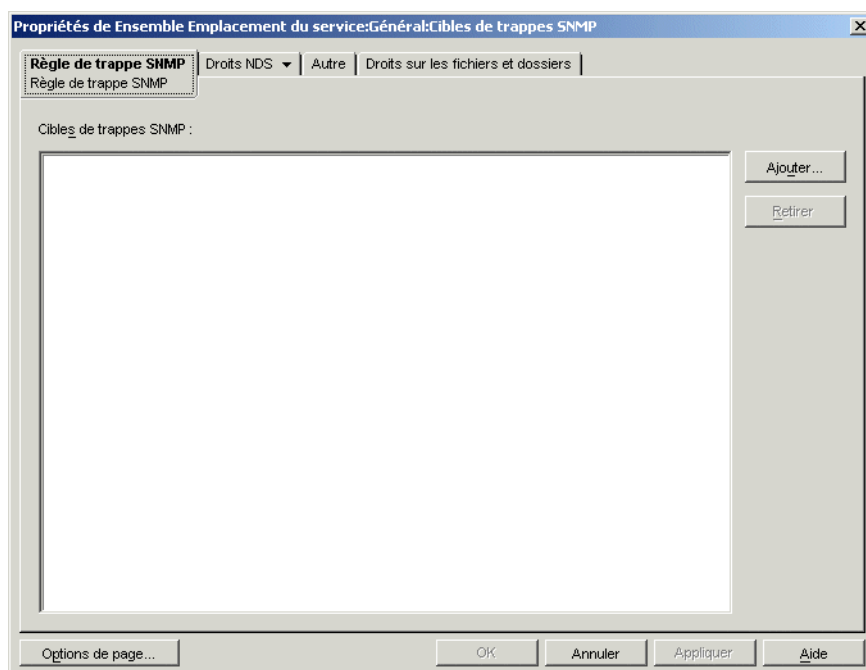 Propriétés de Ensemble Emplacement du service:Général:Cibles de trappes SNMP
Règle de trappe SNMP Droits NDS Autre Droits sur les fichiers et dossiers
Règle de trappe SNMP
Cibles de trappes SNMP :
Ajouter...
Retirer
Options de page... OK Annuler Appliquer Aide